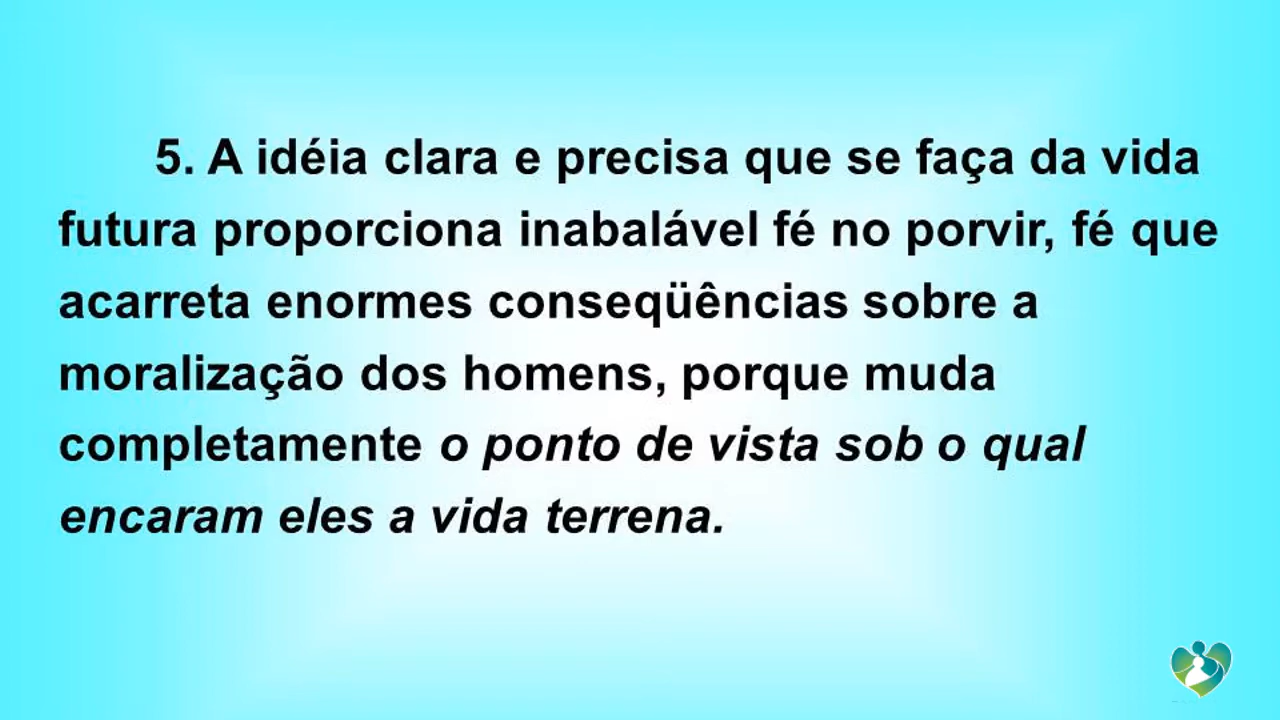 5. A idéia clara e precisa que se faça da vida
futura proporciona inabalável fé no porvir, fé que
acarreta enormes conseqüências sobre a
moralização dos homens, porque muda
completamente o ponto de vista sob o qual
encaram eles a vida terrena.